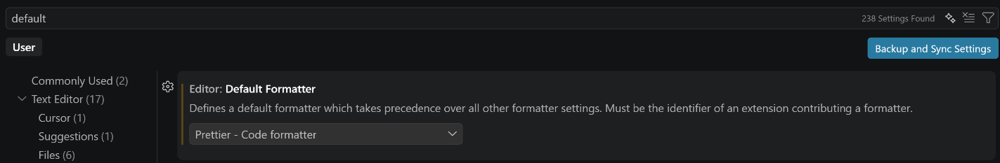 default
238 Settings Found
User
Backup and Sync Settings
Commonly Used (2)
Text Editor (17)
Cursor (1)
Suggestions (1)
Files (6)
Editor: Default Formatter
Defines a default formatter which takes precedence over all other formatter settings. Must be the identifier of an extension contributing a formatter.
Prettier - Code formatter